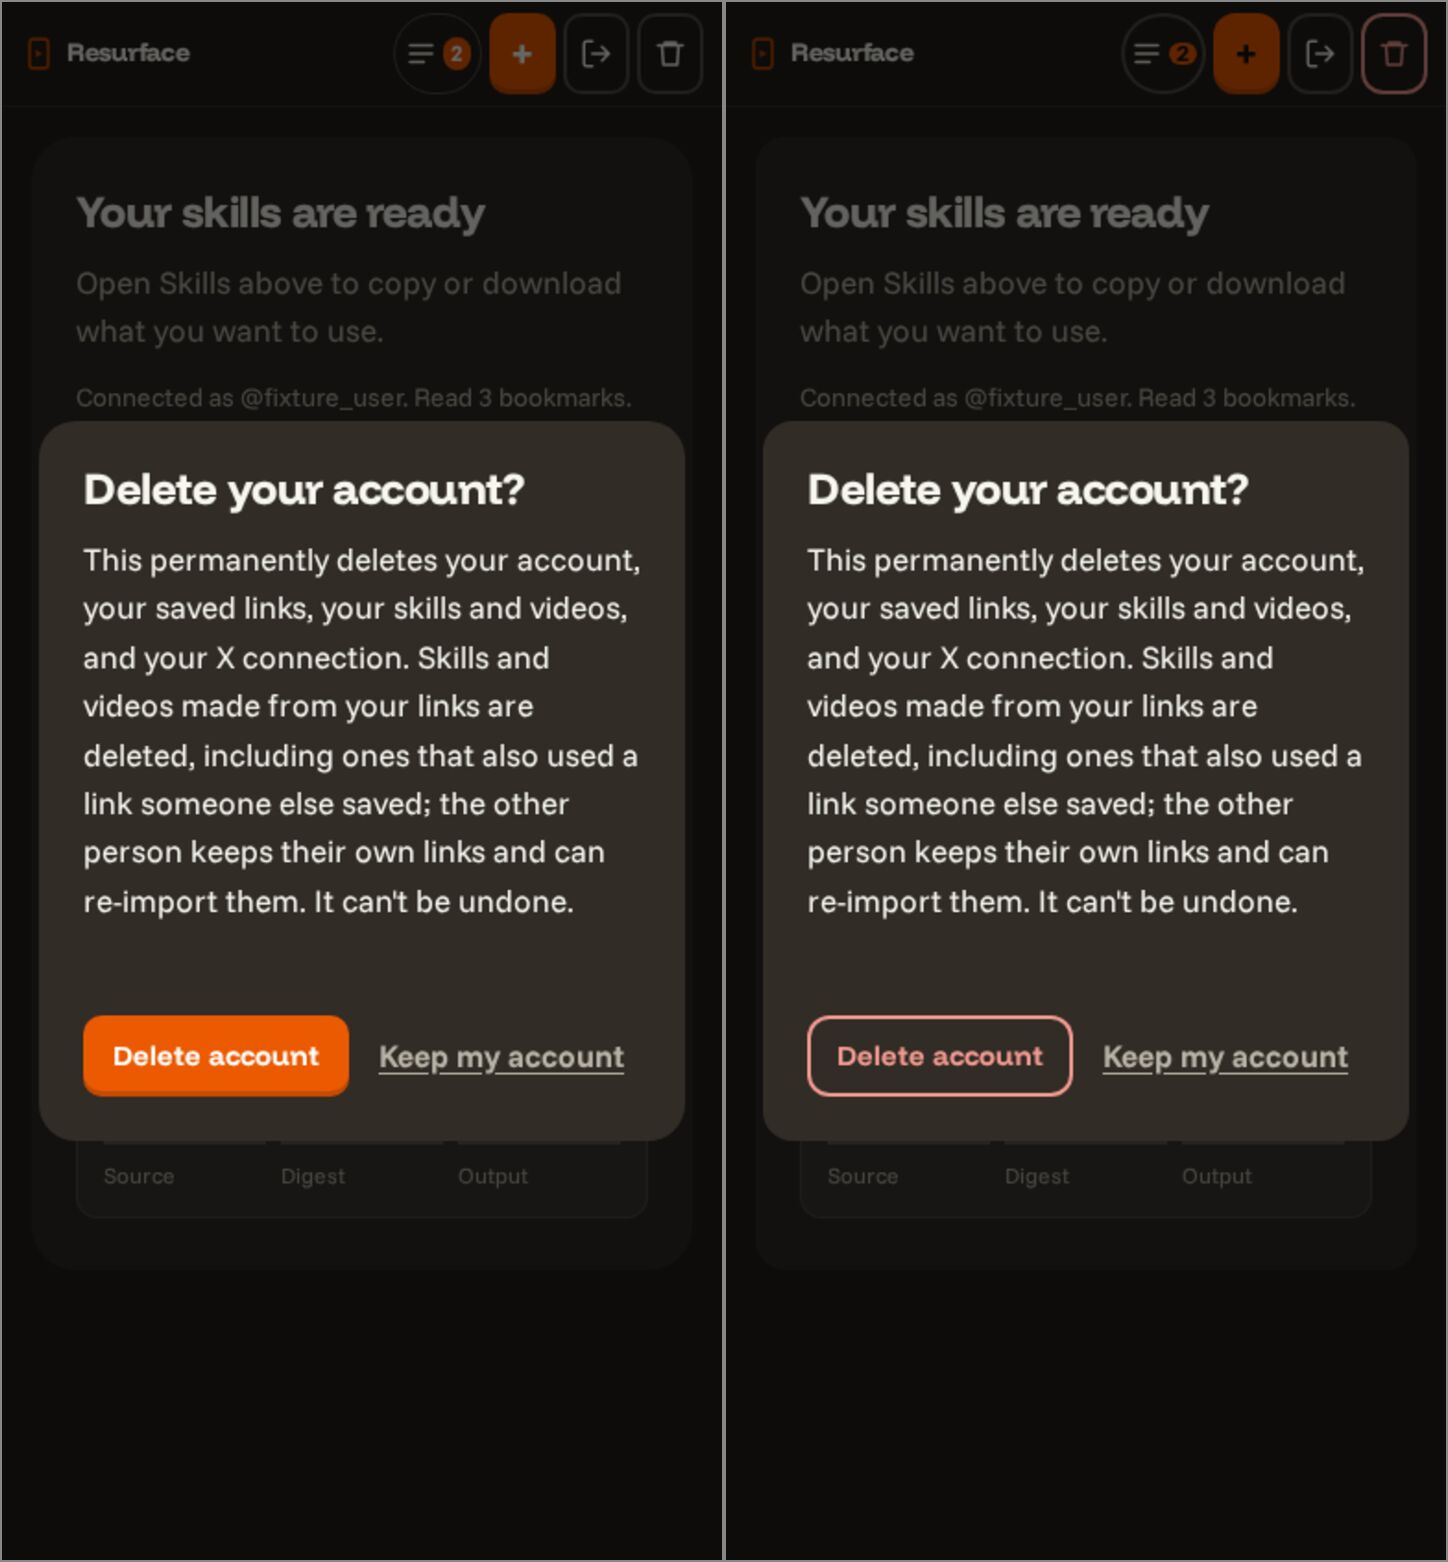 Resurface
2
+
Your skills are ready
Open Skills above to copy or download
what you want to use.
Connected as @fixture_user. Read 3 bookmarks.
Delete your account?
This permanently deletes your account,
your saved links, your skills and videos,
and your X connection. Skills and
videos made from your links are
deleted, including ones that also used a
link someone else saved; the other
person keeps their own links and can
re-import them. It can't be undone.
Delete account
Keep my account
Source
Digest
Output
Resurface
2
+
Your skills are ready
Open Skills above to copy or download
what you want to use.
Connected as @fixture_user. Read 3 bookmarks.
Delete your account?
This permanently deletes your account,
your saved links, your skills and videos,
and your X connection. Skills and
videos made from your links are
deleted, including ones that also used a
link someone else saved; the other
person keeps their own links and can
re-import them. It can't be undone.
Delete account
Keep my account
Source
Digest
Output